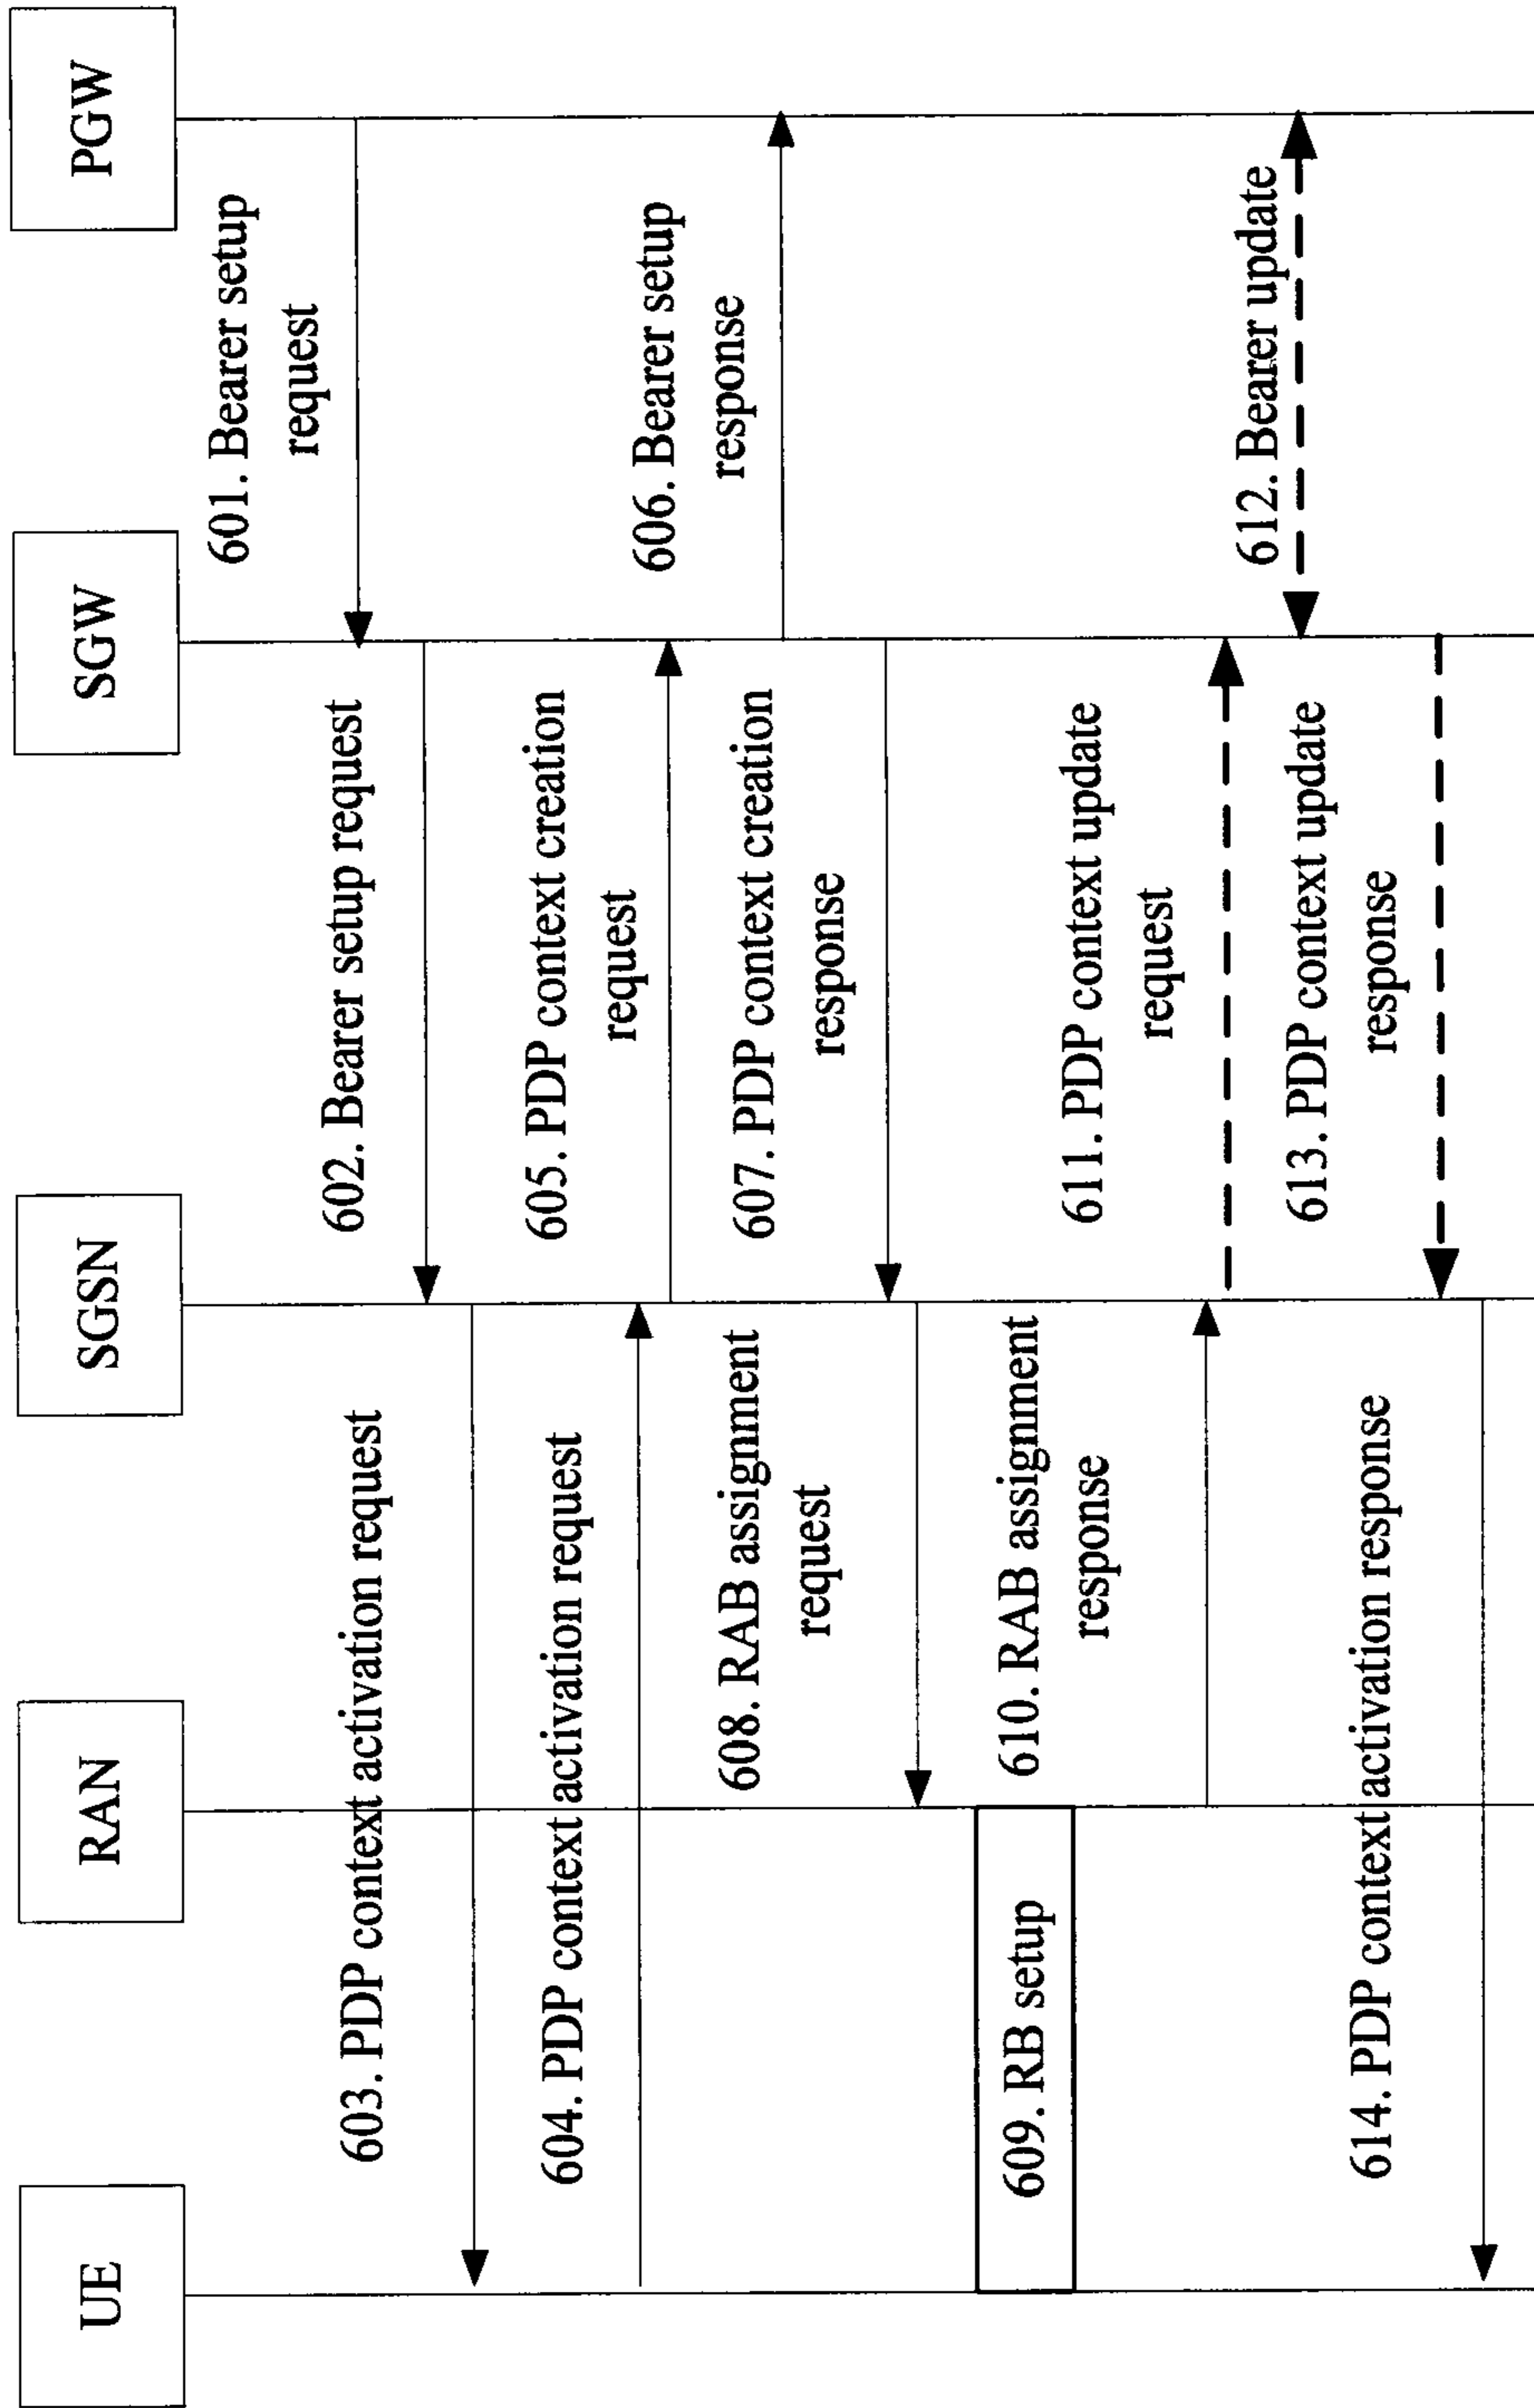 UE
RAN
SGSN
SGW
PGW
601. Bearer setup
request
602. Bearer setup request
603. PDP context activation request
604. PDP context activation request
605. PDP context creation
request
606. Bearer setup
response
607. PDP context creation
response
608. RAB assignment
request
609. RB setup
610. RAB assignment
response
611. PDP context update
request
612. Bearer update
613. PDP context update
response
614. PDP context activation response